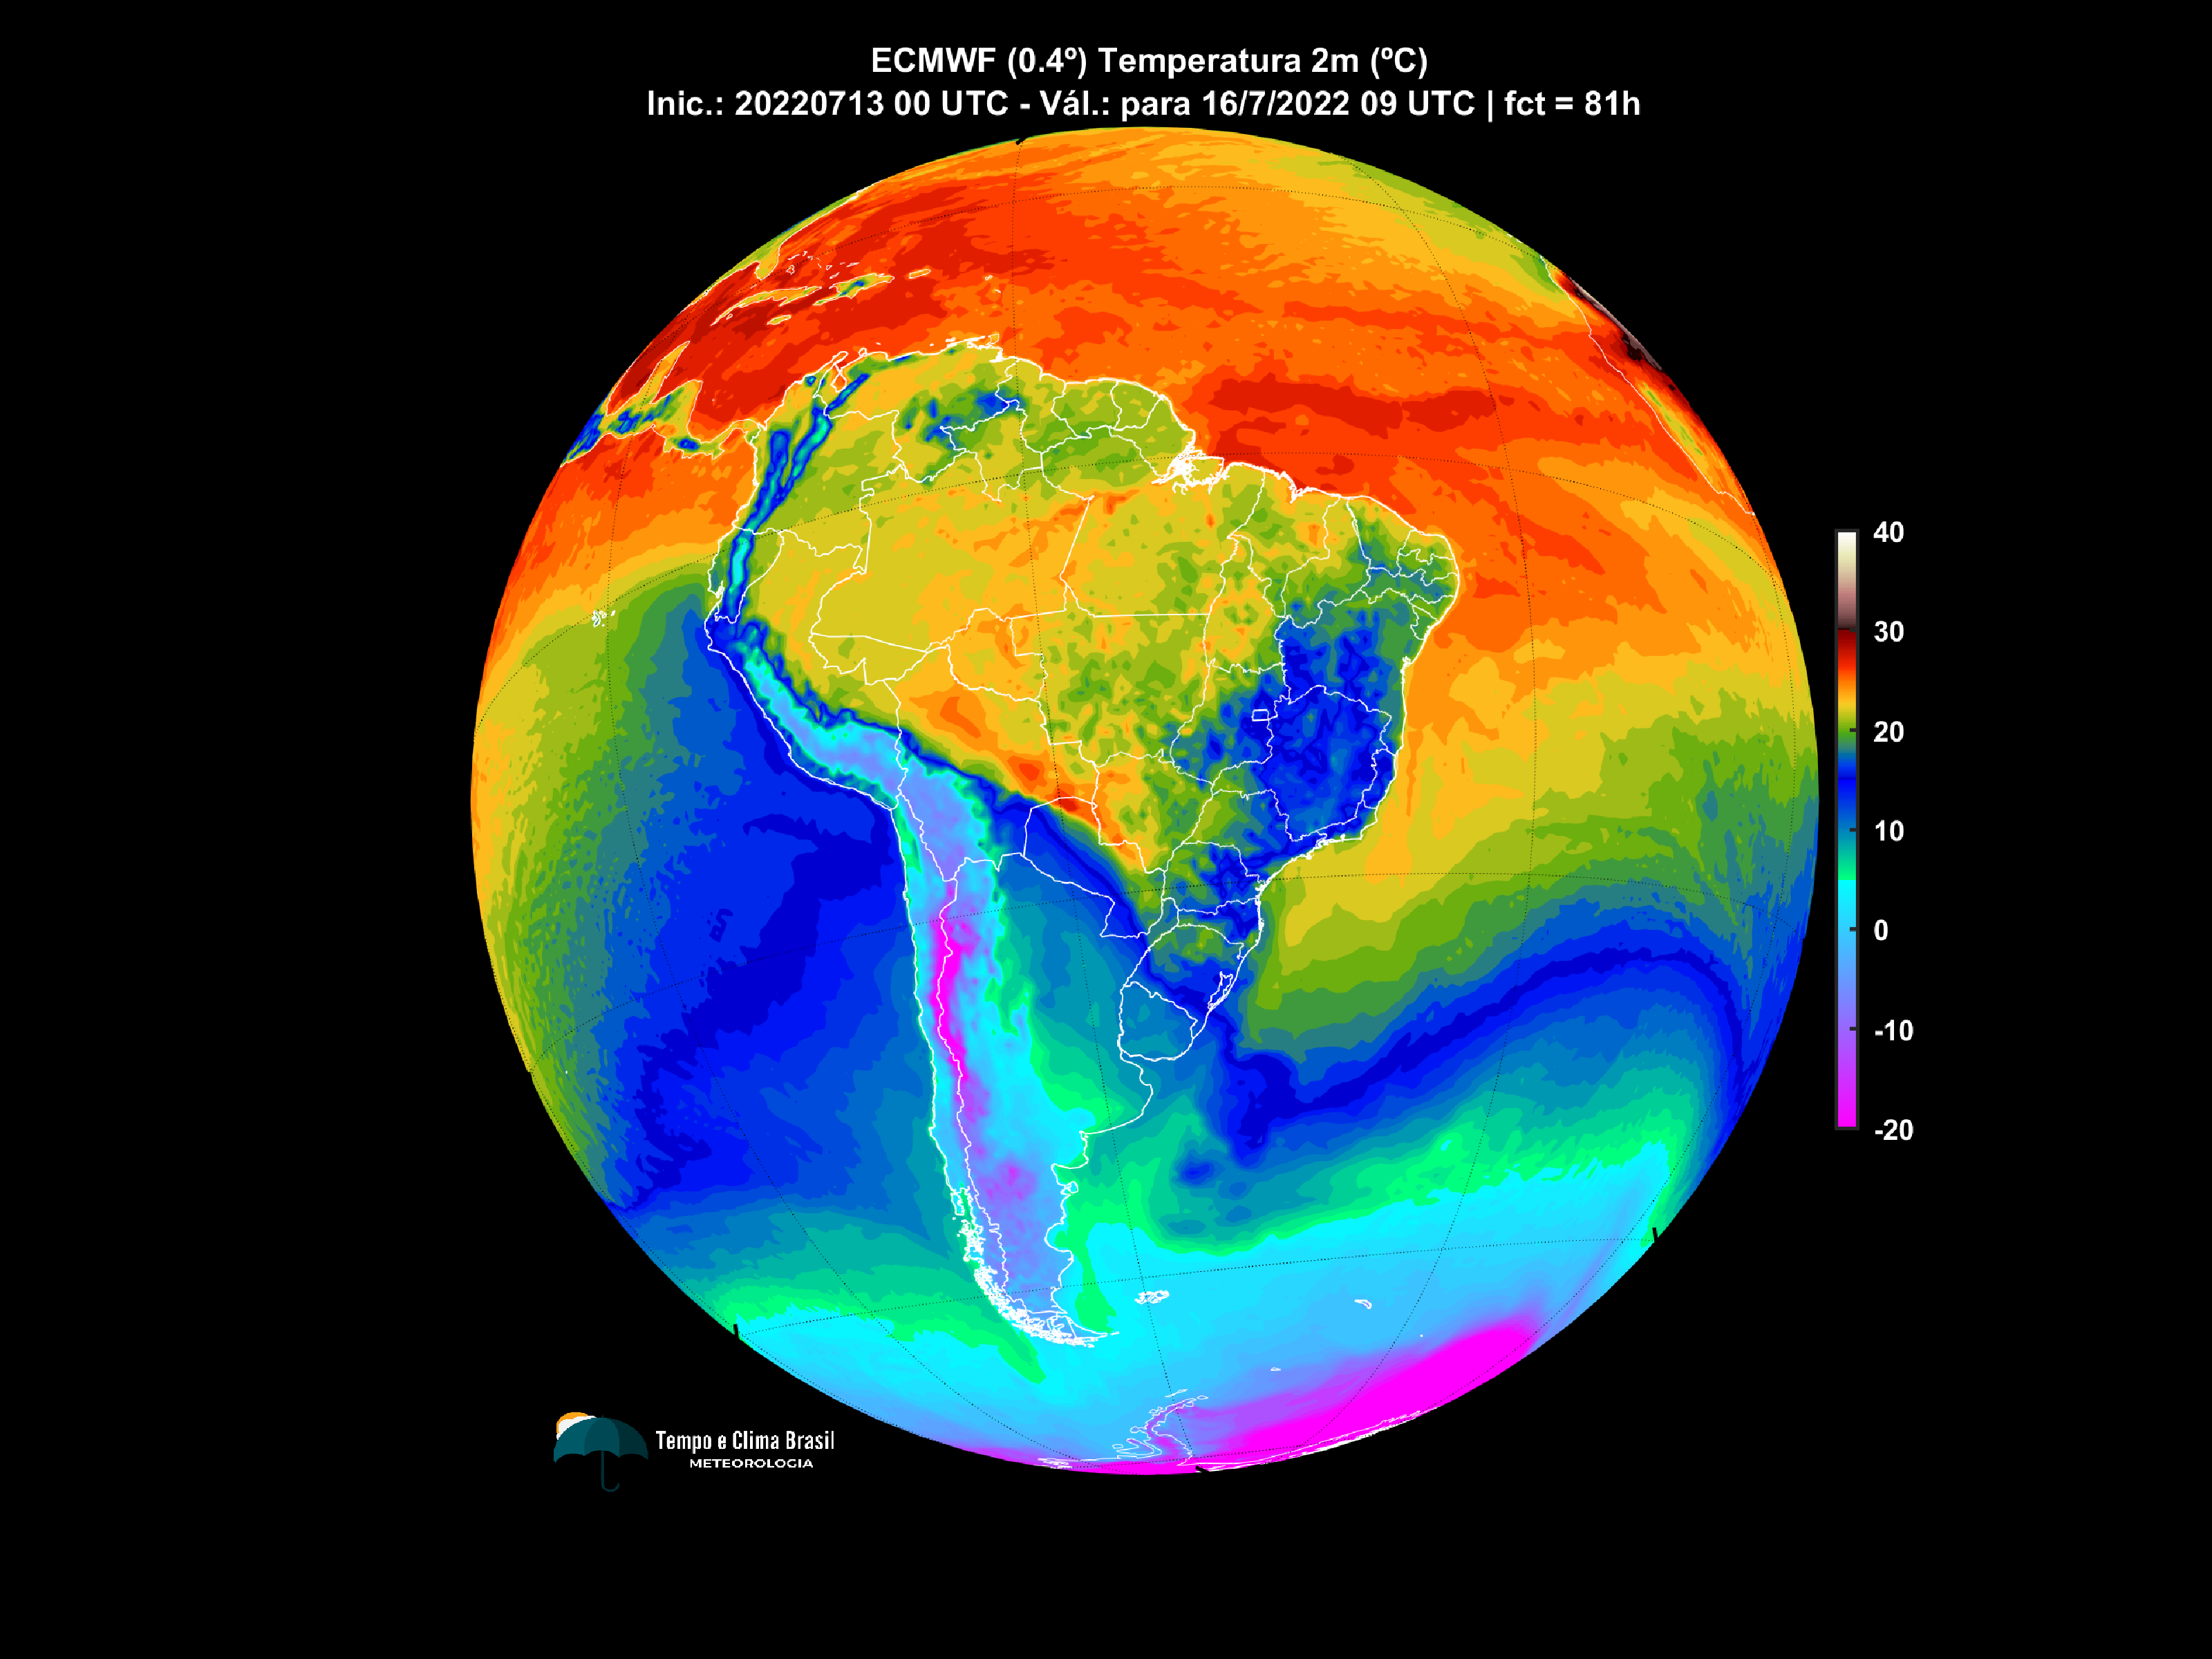 ECMWF (0.4º) Temperatura 2m (ºC)
Inic.: 20220713 00 UTC - Vál.: para 16/7/2022 09 UTC | fct = 81h
40
30
20
10
0
-10
-20
Tempo e Clima Brasil
METEOROLOGIA